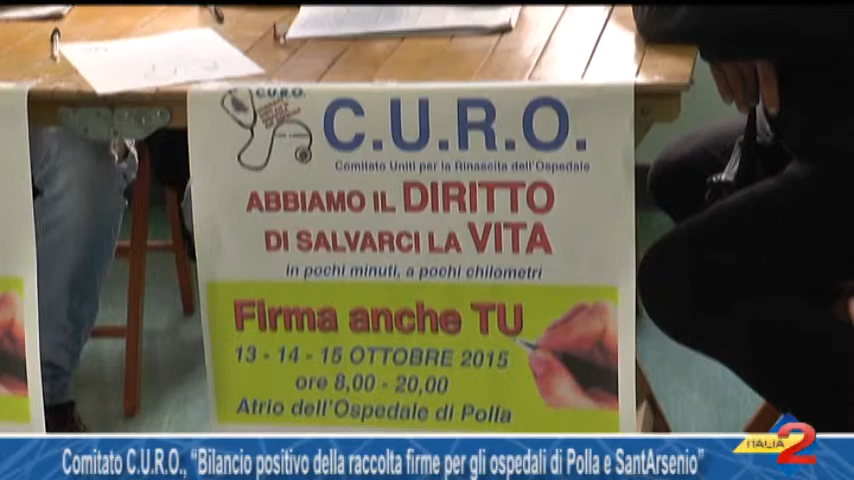 C.U.R.O.
C.U.R.O.
Comitato Uniti per la Rinascita dell'Ospedale
ABBIAMO IL DIRITTO
DI SALVARCI LA VITA
in pochi minuti, a pochi chilometri
Firma anche TU
13 - 14 - 15 OTTOBRE 2015
ore 8,00 - 20,00
Atrio dell'Ospedale di Polla
ITALIA 2
Comitato C.U.R.O., “Bilancio positivo della raccolta firme per gli ospedali di Polla e SantArsenio”